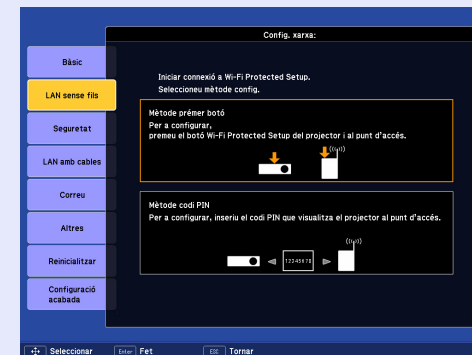 Config. xarxa:
Bàsic
LAN sense fils
Seguretat
LAN amb cables
Correu
Altres
Reinicialitzar
Configuració
acabada
Iniciar connexió a Wi-Fi Protected Setup.
Seleccioneu mètode config.
Mètode prémer botó
Per a configurar,
premeu el botó Wi-Fi Protected Setup del projector i al punt d'accés.
Mètode codi PIN
Per a configurar, inseriu el codi PIN que visualitza el projector al punt d'accés.
12345678
Seleccionar Enter Fet ESC Tornar